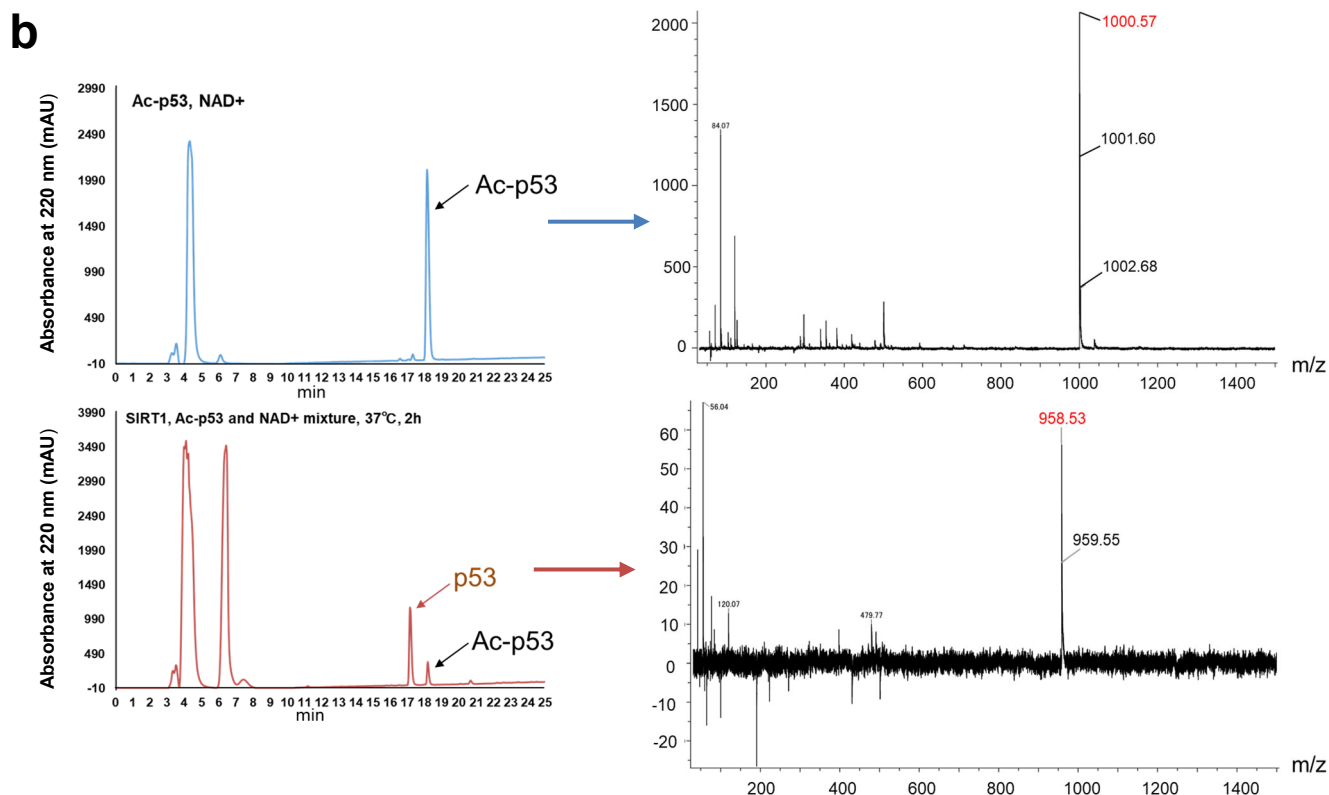 b
Absorbance at 220 nm (mAU)
2990
2490
1990
1490
990
490
-10
Ac-p53, NAD+
Ac-p53
0 1 2 3 4 5 6 7 8 9 10 11 12 13 14 15 16 17 18 19 20 21 22 23 24 25
min
2000
1500
1000
500
0
1000.57
1001.60
1002.68
84.07
200 400 600 800 1000 1200 1400
m/z
Absorbance at 220 nm (mAU)
3990
3490
2990
2490
1990
1490
990
490
-10
SIRT1, Ac-p53 and NAD+ mixture, 37°C, 2h
p53
Ac-p53
0 1 2 3 4 5 6 7 8 9 10 11 12 13 14 15 16 17 18 19 20 21 22 23 24 25
min
60
50
40
30
20
10
0
-10
-20
56.04
958.53
959.55
120.07
479.77
200 400 600 800 1000 1200 1400
m/z